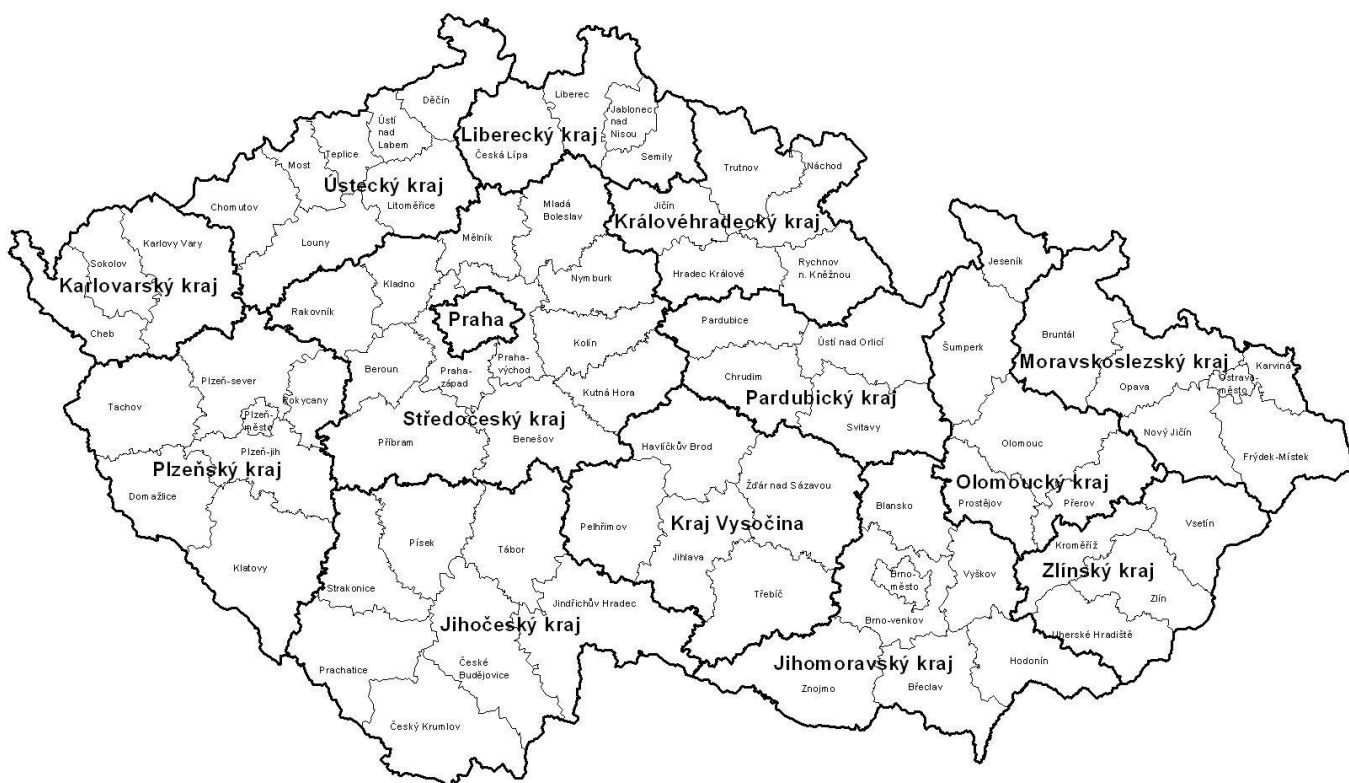 Děčín
Liberec
Ústí
nad
Labem
Jablonec
nad
Nisou
Liberecký kraj
Teplice
Česká Lípa
Semily
Most
Trutnov
Náchod
Ústecký kraj
Chomutov
Litoměřice
Mladá
Boleslav
Jičín
Královéhradecký kraj
Karlovy Vary
Louny
Mělník
Sokolov
Jeseník
Karlovarský kraj
Kladno
Nymburk
Hradec Králové
Rychnov
n. Kněžnou
Rakovník
Praha
Cheb
Pardubice
Bruntál
Kolín
Ústí nad Orlicí
Šumperk
Moravskoslezský kraj
Karviná
Ostrava-
město
Beroun
Praha-
západ
Praha-
východ
Chrudim
Opava
Plzeň-sever
Tachov
Rokycany
Kutná Hora
Pardubický kraj
Plzeň-
město
Středočeský kraj
Svitavy
Nový Jičín
Příbram
Benešov
Havlíčkův Brod
Olomouc
Frýdek-Místek
Plzeň-jih
Plzeňský kraj
Domažlice
Žďár nad Sázavou
Olomoucký kraj
Blansko
Prostějov
Přerov
Pelhřimov
Kraj Vysočina
Vsetín
Písek
Tábor
Kroměříž
Klatovy
Jihlava
Zlínský kraj
Brno-
město
Vyškov
Strakonice
Třebíč
Zlín
Jindřichův Hradec
Jihočeský kraj
Brno-venkov
Uherské Hradiště
Prachatice
České
Budějovice
Jihomoravský kraj
Hodonín
Znojmo
Břeclav
Český Krumlov